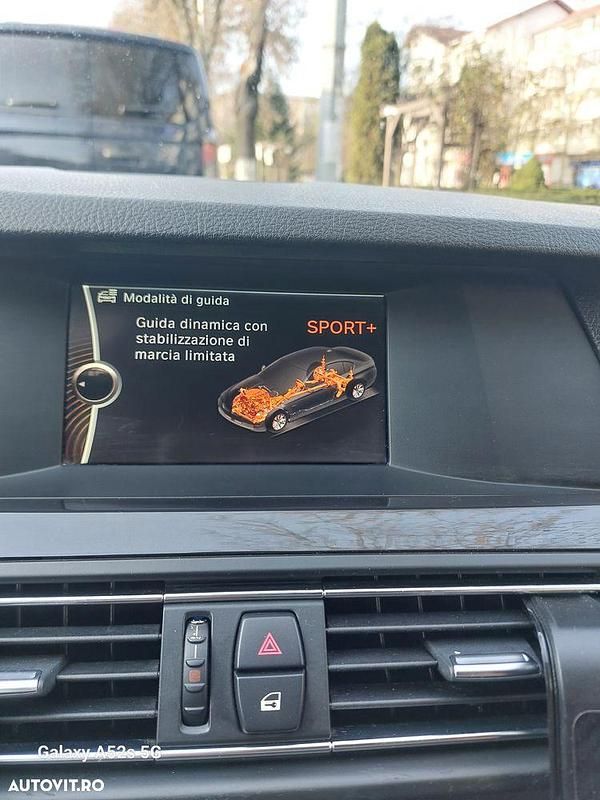 Modalità di guida
Guida dinamica con
stabilizzazione di
marcia limitata
SPORT+
Galaxy A52s 5G
AUTOVIT.RO